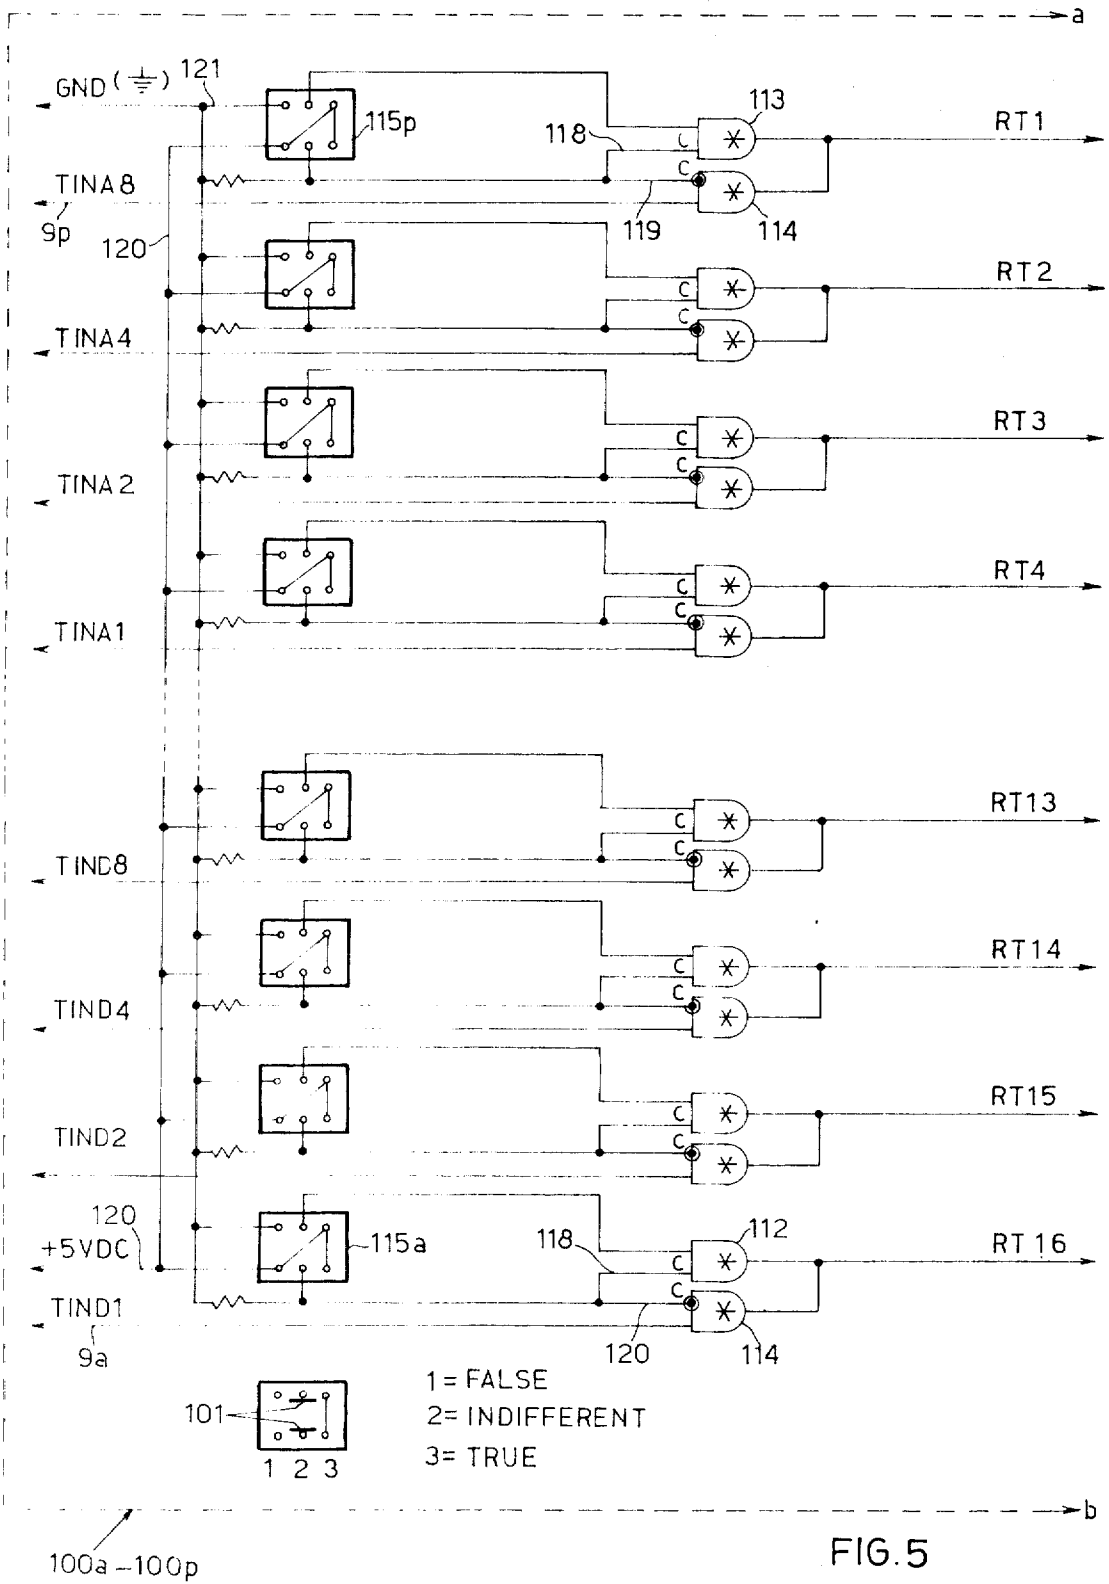 a
GND (⏚) 121
115p
113
RT1
118
C
C
TINA8
9p
120
119
114
RT2
C
C
TINA4
RT3
C
C
TINA2
RT4
C
C
TINA1
RT13
C
C
TIND8
RT14
C
C
TIND4
RT15
C
C
TIND2
120
+5VDC
115a
118
112
RT16
C
C
TIND1
9a
120
114
101
1 2 3
1= FALSE
2= INDIFFERENT
3= TRUE
b
100a-100p
FIG.5